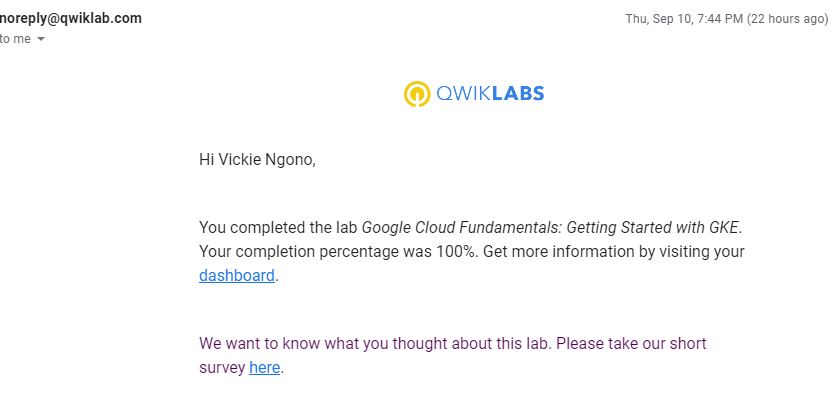 noreply@qwiklab.com
Thu, Sep 10, 7:44 PM (22 hours ago)
to me
QWIKLABS
Hi Vickie Ngono,
You completed the lab Google Cloud Fundamentals: Getting Started with GKE.
Your completion percentage was 100%. Get more information by visiting your
dashboard.
We want to know what you thought about this lab. Please take our short
survey here.